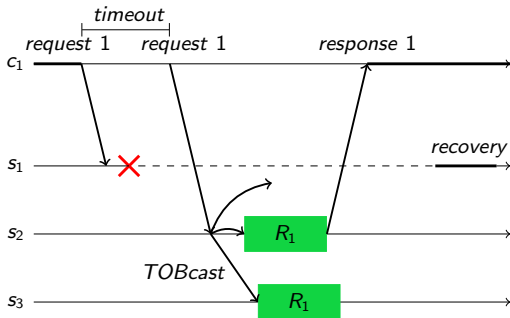 timeout
request 1 request 1 response 1
c1
s1
recovery
s2
R1
TOBcast
s3
R1